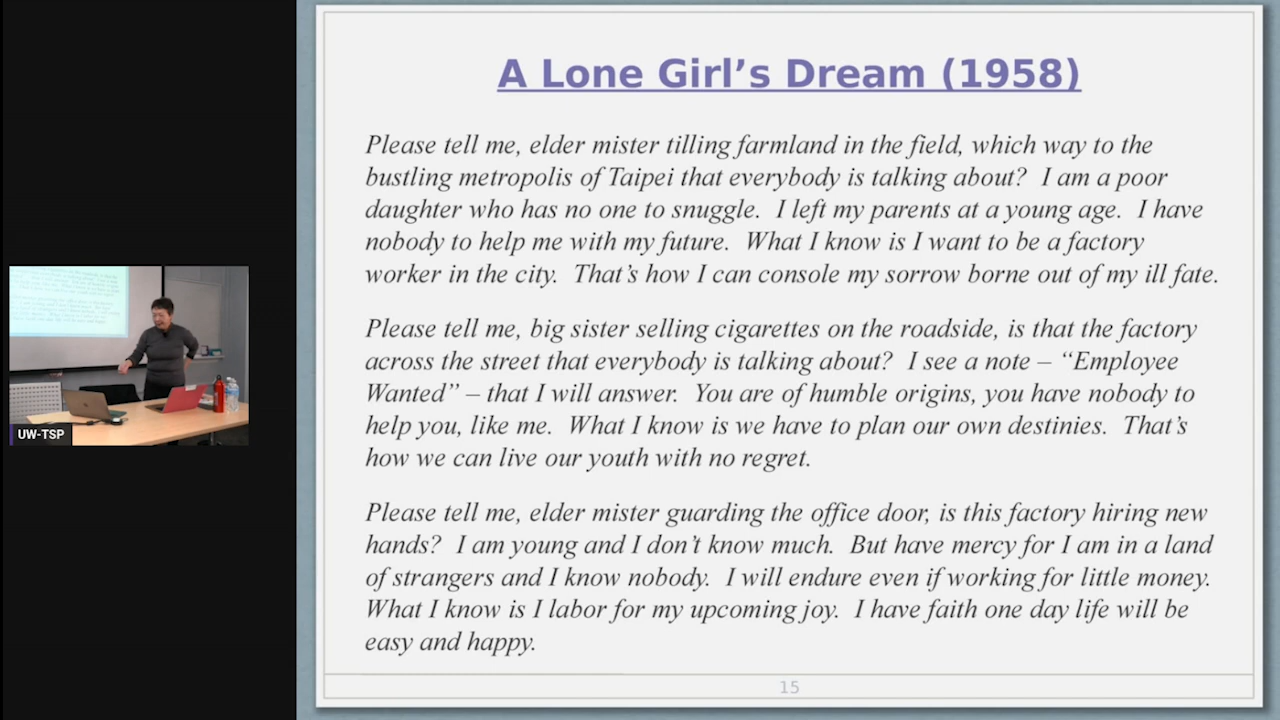 A Lone Girl’s Dream (1958)
Please tell me, elder mister tilling farmland in the field, which way to the
bustling metropolis of Taipei that everybody is talking about?  I am a poor
daughter who has no one to snuggle.  I left my parents at a young age.  I have
nobody to help me with my future.  What I know is I want to be a factory
worker in the city.  That’s how I can console my sorrow borne out of my ill fate.
Please tell me, big sister selling cigarettes on the roadside, is that the factory
across the street that everybody is talking about?  I see a note – “Employee
Wanted”  – that I will answer.  You are of humble origins, you have nobody to
help you, like me.  What I know is we have to plan our own destinies.  That’s
how we can live our youth with no regret.
Please tell me, elder mister guarding the office door, is this factory hiring new
hands?  I am young and I don’t know much.  But have mercy for I am in a land
of strangers and I know nobody.  I will endure even if working for little money.
What I know is I labor for my upcoming joy.  I have faith one day life will be
easy and happy.
15
UW-TSP